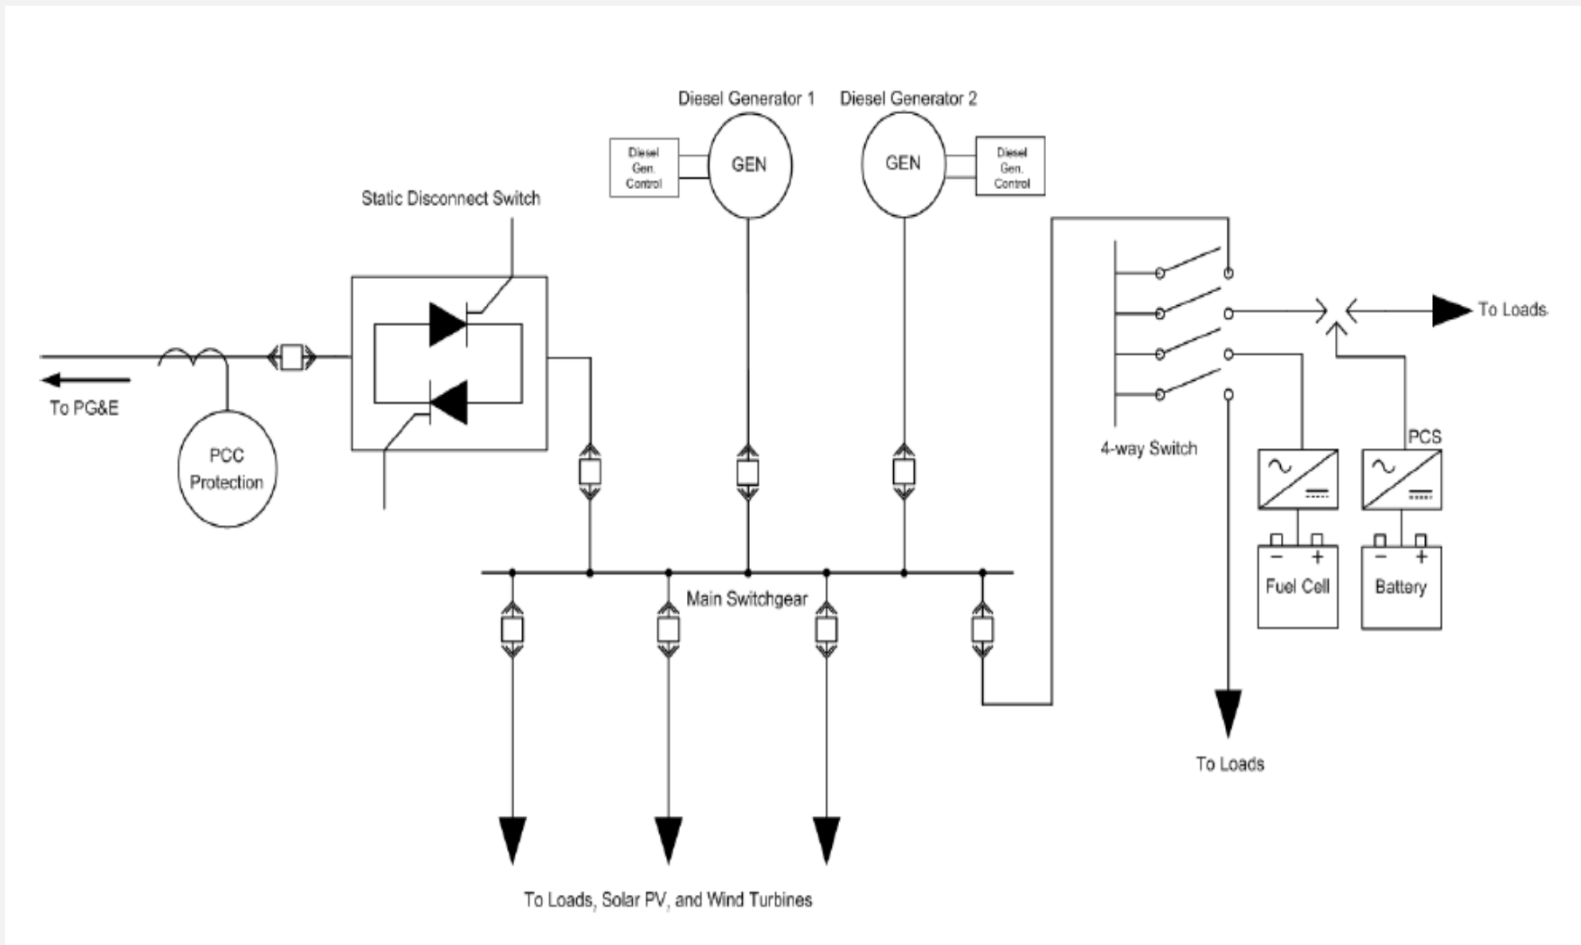 Diesel Generator 1
Diesel Generator 2
Diesel
Gen.
Control
GEN
GEN
Diesel
Gen.
Control
Static Disconnect Switch
To PG&E
PCC
Protection
To Loads
4-way Switch
PCS
− +
Fuel Cell
− +
Battery
Main Switchgear
To Loads
To Loads, Solar PV, and Wind Turbines